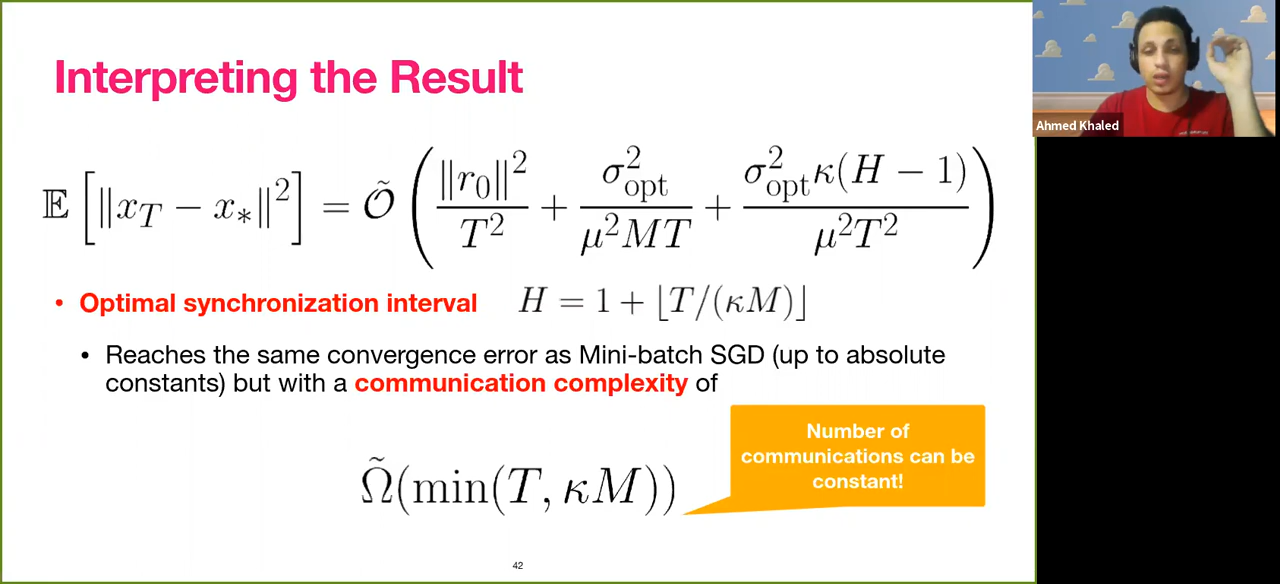 Interpreting the Result
Ahmed Khaled
𝔼 [‖x_T − x_*‖²] = Õ ( ‖r₀‖² / T² + σ²_opt / μ²MT + σ²_opt κ(H − 1) / μ²T² )
• Optimal synchronization interval H = 1 + ⌊T/(κM)⌋
• Reaches the same convergence error as Mini-batch SGD (up to absolute
constants) but with a communication complexity of
Number of
communications can be
constant!
Ω̃(min(T, κM))
42